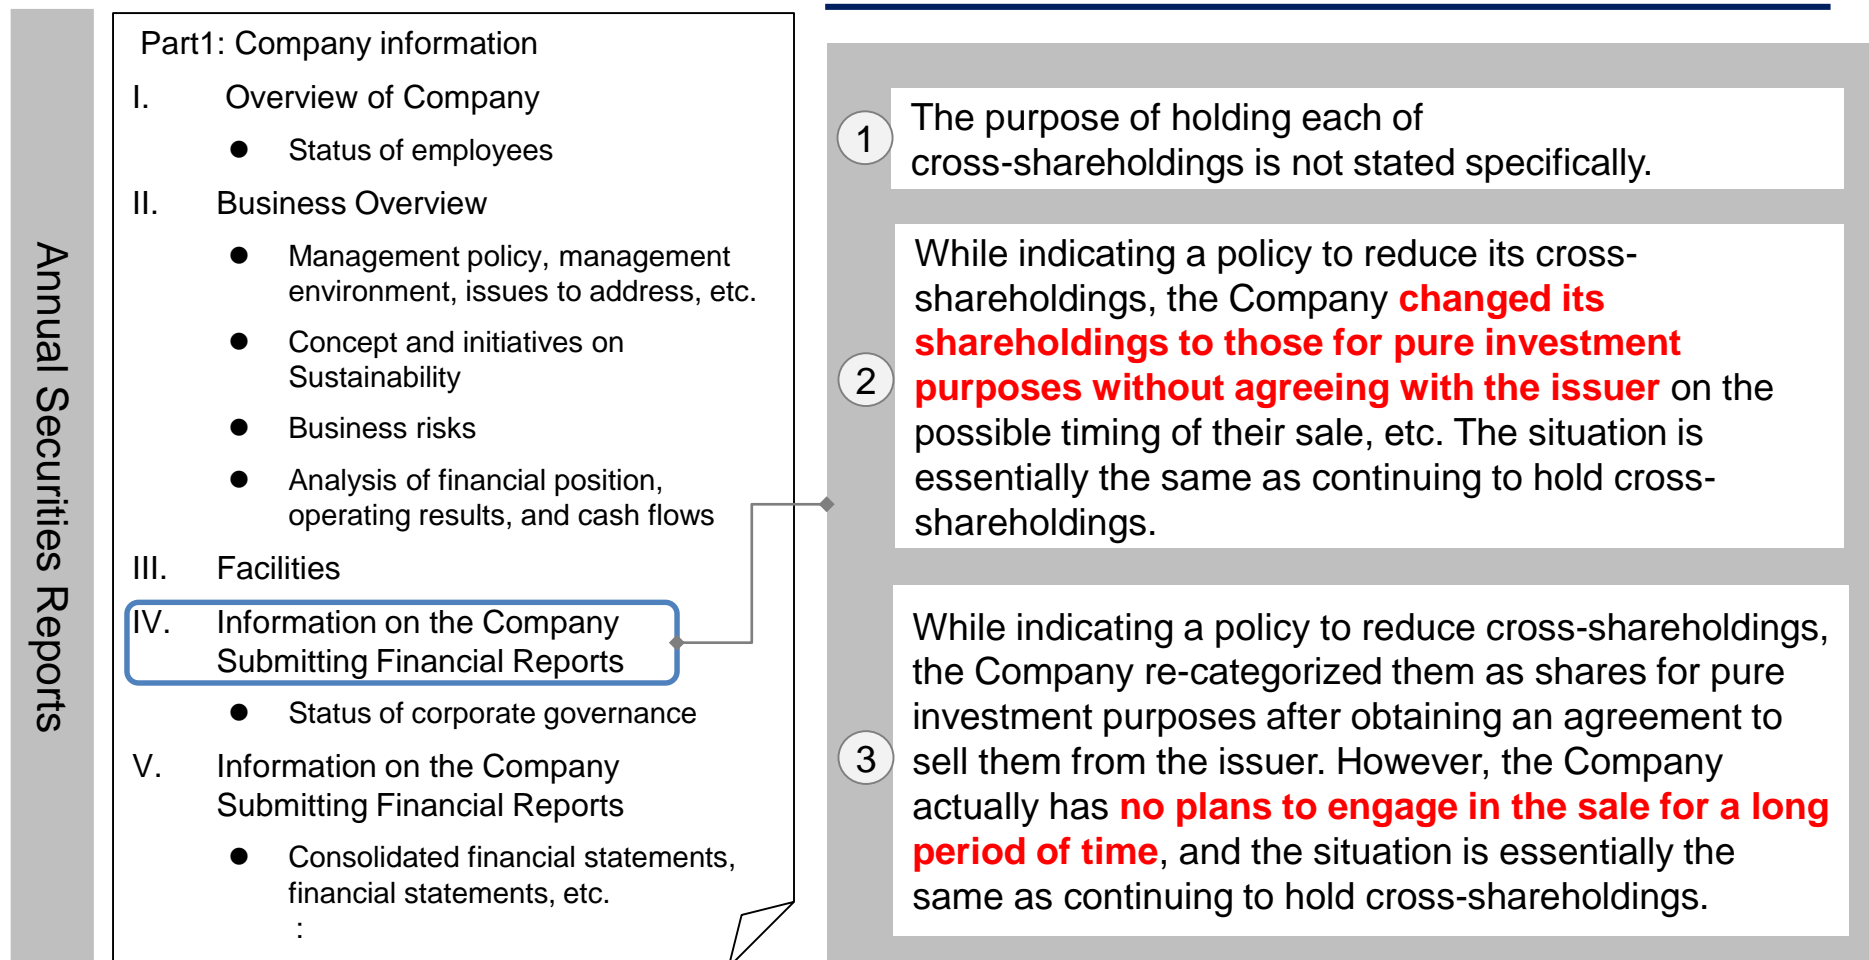 Annual Securities Reports
Part1: Company information
I. Overview of Company
● Status of employees
II. Business Overview
● Management policy, management
environment, issues to address, etc.
● Concept and initiatives on
Sustainability
● Business risks
● Analysis of financial position,
operating results, and cash flows
III. Facilities
IV. Information on the Company
Submitting Financial Reports
● Status of corporate governance
V. Information on the Company
Submitting Financial Reports
● Consolidated financial statements,
financial statements, etc.
:
1
The purpose of holding each of
cross-shareholdings is not stated specifically.
2
While indicating a policy to reduce its cross-
shareholdings, the Company changed its
shareholdings to those for pure investment
purposes without agreeing with the issuer on the
possible timing of their sale, etc. The situation is
essentially the same as continuing to hold cross-
shareholdings.
3
While indicating a policy to reduce cross-shareholdings,
the Company re-categorized them as shares for pure
investment purposes after obtaining an agreement to
sell them from the issuer. However, the Company
actually has no plans to engage in the sale for a long
period of time, and the situation is essentially the
same as continuing to hold cross-shareholdings.